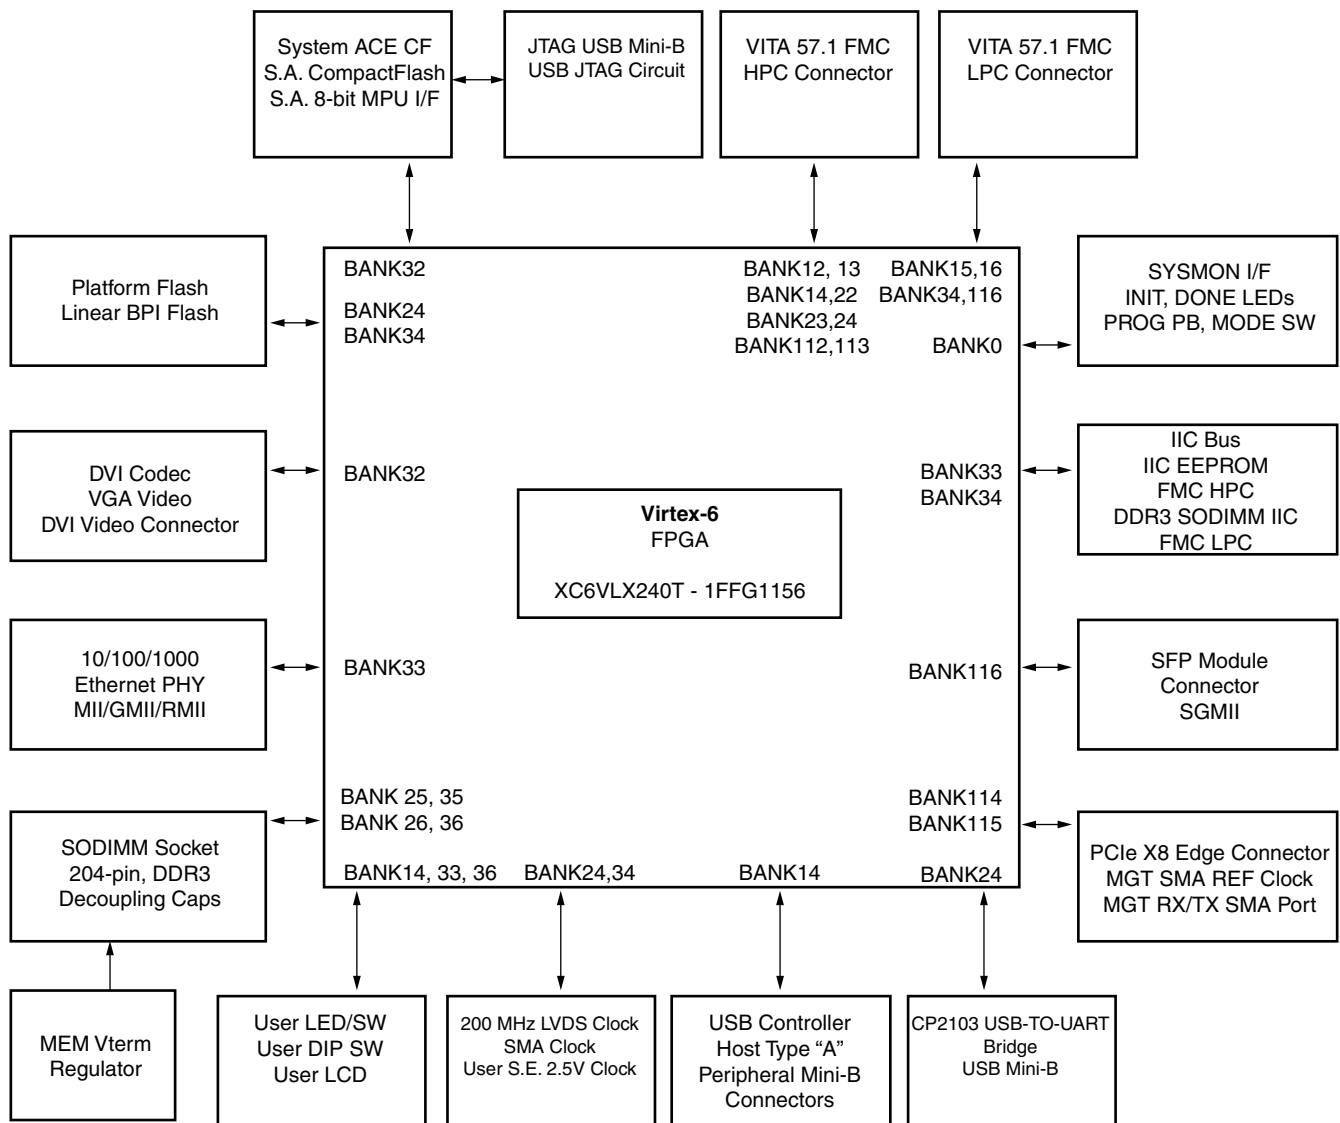 System ACE CF
S.A. CompactFlash
S.A. 8-bit MPU I/F
JTAG USB Mini-B
USB JTAG Circuit
VITA 57.1 FMC
HPC Connector
VITA 57.1 FMC
LPC Connector
Platform Flash
Linear BPI Flash
BANK32
BANK24
BANK34
BANK12, 13
BANK14,22
BANK23,24
BANK112,113
BANK15,16
BANK34,116
BANK0
SYSMON I/F
INIT, DONE LEDs
PROG PB, MODE SW
DVI Codec
VGA Video
DVI Video Connector
BANK32
Virtex-6
FPGA
XC6VLX240T - 1FFG1156
BANK33
BANK34
IIC Bus
IIC EEPROM
FMC HPC
DDR3 SODIMM IIC
FMC LPC
10/100/1000
Ethernet PHY
MII/GMII/RMII
BANK33
BANK116
SFP Module
Connector
SGMII
SODIMM Socket
204-pin, DDR3
Decoupling Caps
BANK 25, 35
BANK 26, 36
BANK114
BANK115
PCIe X8 Edge Connector
MGT SMA REF Clock
MGT RX/TX SMA Port
BANK14, 33, 36
BANK24,34
BANK14
BANK24
MEM Vterm
Regulator
User LED/SW
User DIP SW
User LCD
200 MHz LVDS Clock
SMA Clock
User S.E. 2.5V Clock
USB Controller
Host Type “A”
Peripheral Mini-B
Connectors
CP2103 USB-TO-UART
Bridge
USB Mini-B